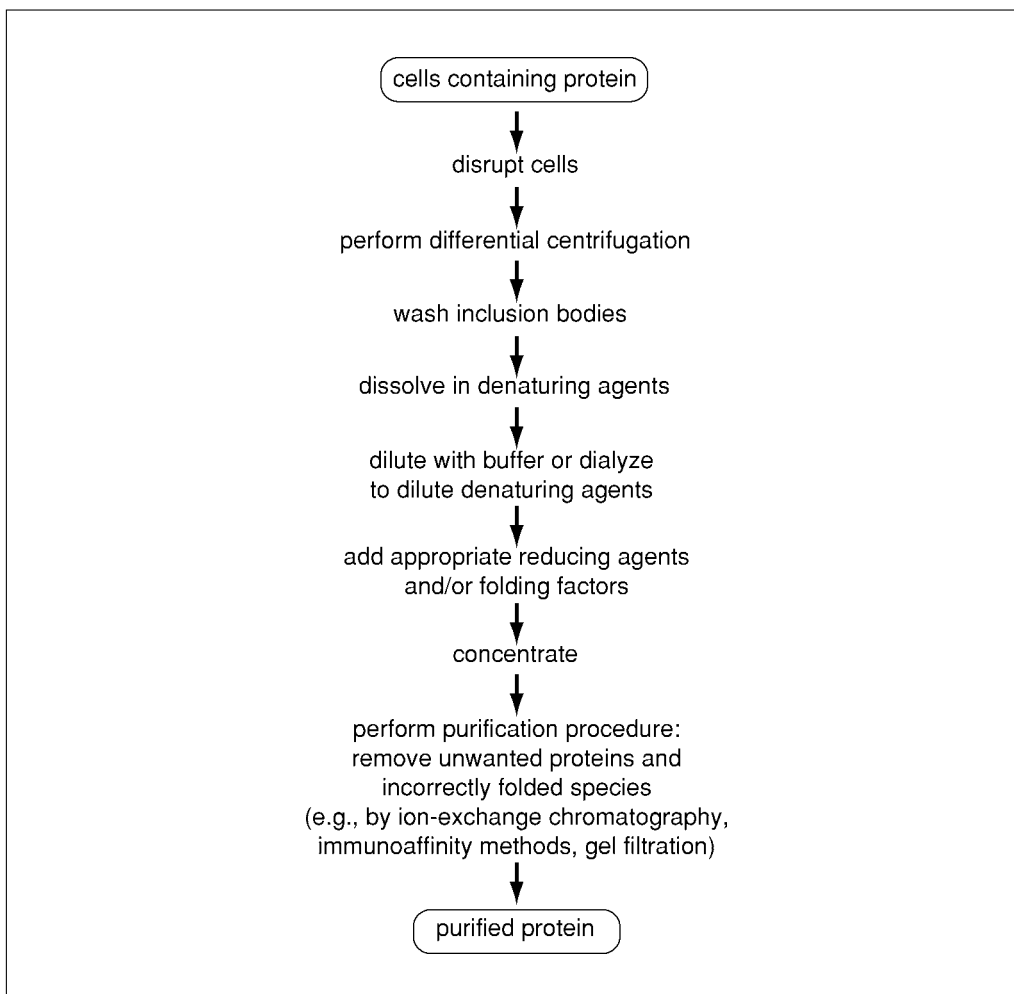 cells containing protein
disrupt cells
perform differential centrifugation
wash inclusion bodies
dissolve in denaturing agents
dilute with buffer or dialyze
to dilute denaturing agents
add appropriate reducing agents
and/or folding factors
concentrate
perform purification procedure:
remove unwanted proteins and
incorrectly folded species
(e.g., by ion-exchange chromatography,
immunoaffinity methods, gel filtration)
purified protein